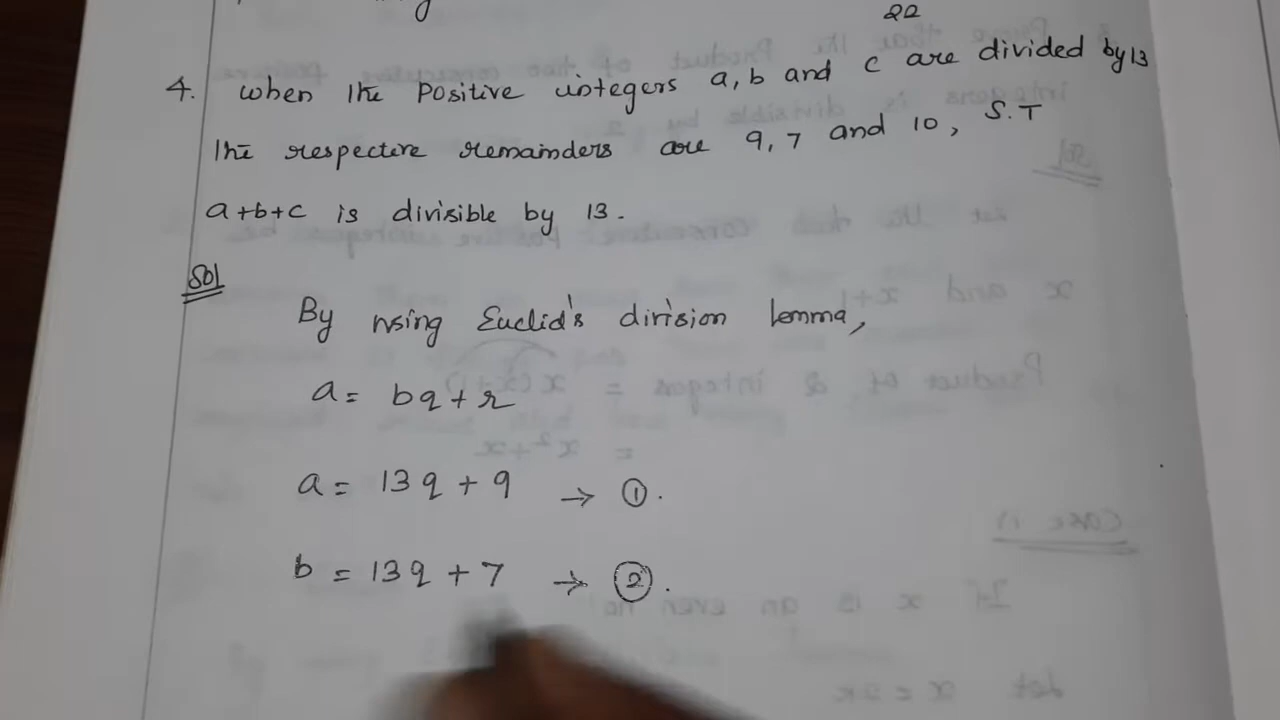 22
4. when the positive integers a, b and c are divided by 13
the respective remainders are 9, 7 and 10, S.T
a+b+c is divisible by 13.
Sol
By using Euclid's division lemma,
a = bq + r
a = 13q + 9 → ①.
b = 13q + 7 → ②.